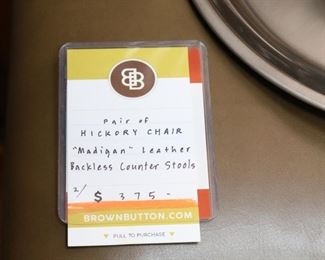 BB
Pair of
HICKORY CHAIR
"Madigan" Leather
Backless Counter Stools
2/ $ 375-
BROWNBUTTON.COM
PULL TO PURCHASE